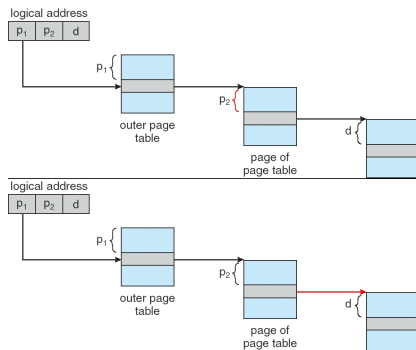 logical address
p₁ p₂ d
p₁
outer page
table
p₂
page of
page table
d
logical address
p₁ p₂ d
p₁
outer page
table
p₂
page of
page table
d